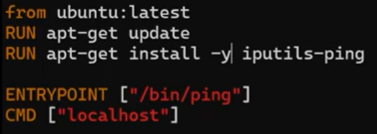 from ubuntu:latest
RUN apt-get update
RUN apt-get install -y iputils-ping
ENTRYPOINT ["/bin/ping"]
CMD ["localhost"]